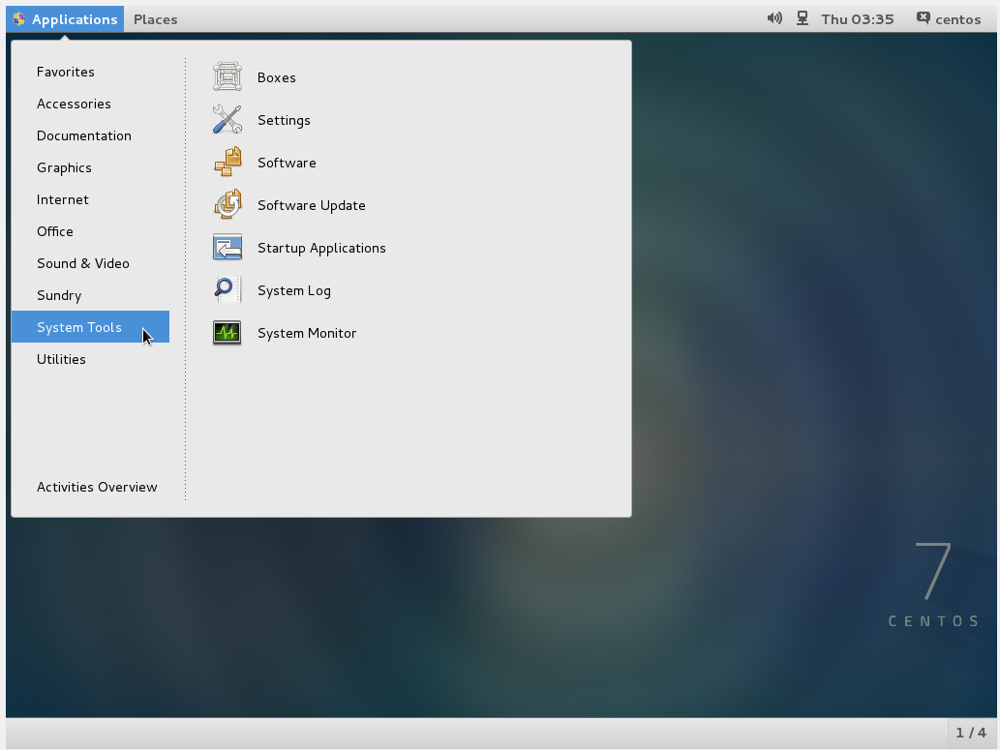 Applications Places Thu 03:35 centos
Favorites
Accessories
Documentation
Graphics
Internet
Office
Sound & Video
Sundry
System Tools
Utilities
Activities Overview
Boxes
Settings
Software
Software Update
Startup Applications
System Log
System Monitor
7
CENTOS
1 / 4